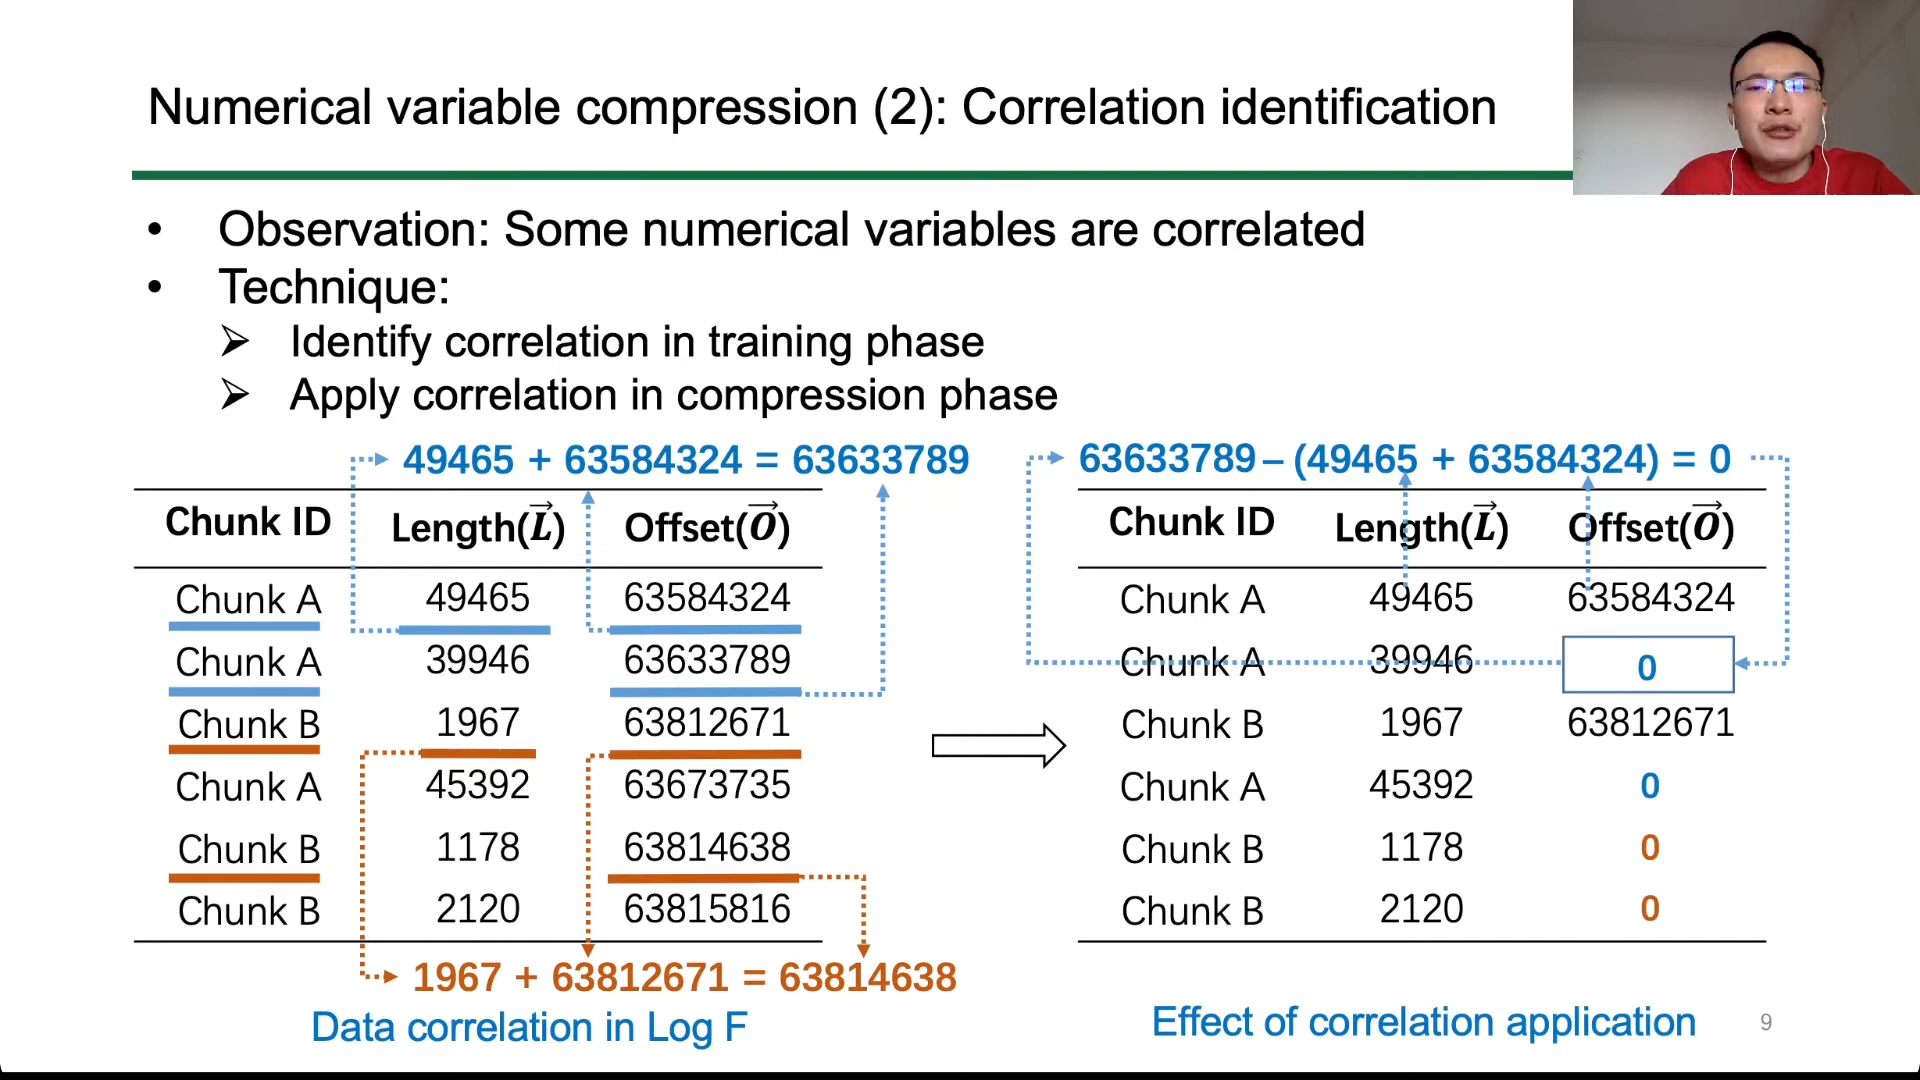 Numerical variable compression (2): Correlation identification
• Observation: Some numerical variables are correlated
• Technique:
➢ Identify correlation in training phase
➢ Apply correlation in compression phase
49465 + 63584324 = 63633789
Chunk ID Length(L⃗) Offset(O⃗)
Chunk A 49465 63584324
Chunk A 39946 63633789
Chunk B 1967 63812671
Chunk A 45392 63673735
Chunk B 1178 63814638
Chunk B 2120 63815816
1967 + 63812671 = 63814638
Data correlation in Log F
63633789 – (49465 + 63584324) = 0
Chunk ID Length(L⃗) Offset(O⃗)
Chunk A 49465 63584324
Chunk A 39946 0
Chunk B 1967 63812671
Chunk A 45392 0
Chunk B 1178 0
Chunk B 2120 0
Effect of correlation application
9